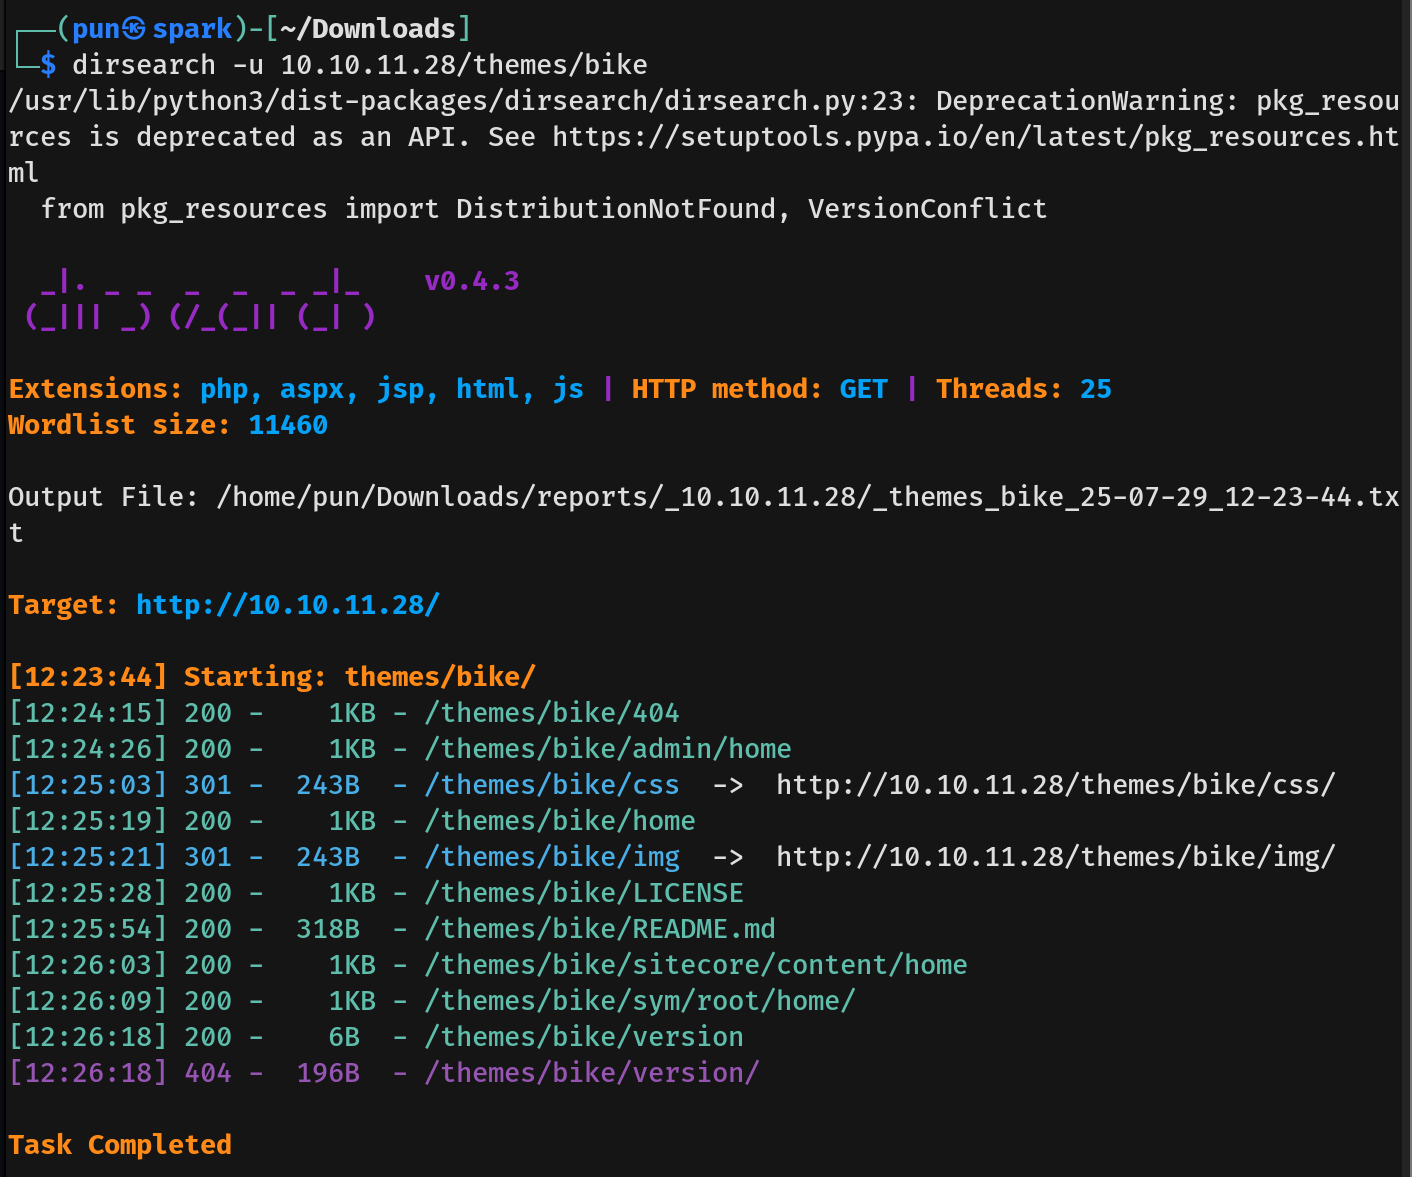 ┌──(pun㉿spark)-[~/Downloads]
└─$ dirsearch -u 10.10.11.28/themes/bike
/usr/lib/python3/dist-packages/dirsearch/dirsearch.py:23: DeprecationWarning: pkg_resou
rces is deprecated as an API. See https://setuptools.pypa.io/en/latest/pkg_resources.ht
ml
  from pkg_resources import DistributionNotFound, VersionConflict

  _|. _ _  _  _  _ _|_    v0.4.3
 (_||| _) (/_(_|| (_| )

Extensions: php, aspx, jsp, html, js | HTTP method: GET | Threads: 25
Wordlist size: 11460

Output File: /home/pun/Downloads/reports/_10.10.11.28/_themes_bike_25-07-29_12-23-44.tx
t

Target: http://10.10.11.28/

[12:23:44] Starting: themes/bike/
[12:24:15] 200 -    1KB - /themes/bike/404
[12:24:26] 200 -    1KB - /themes/bike/admin/home
[12:25:03] 301 -  243B  - /themes/bike/css  ->  http://10.10.11.28/themes/bike/css/
[12:25:19] 200 -    1KB - /themes/bike/home
[12:25:21] 301 -  243B  - /themes/bike/img  ->  http://10.10.11.28/themes/bike/img/
[12:25:28] 200 -    1KB - /themes/bike/LICENSE
[12:25:54] 200 -  318B  - /themes/bike/README.md
[12:26:03] 200 -    1KB - /themes/bike/sitecore/content/home
[12:26:09] 200 -    1KB - /themes/bike/sym/root/home/
[12:26:18] 200 -    6B  - /themes/bike/version
[12:26:18] 404 -  196B  - /themes/bike/version/

Task Completed